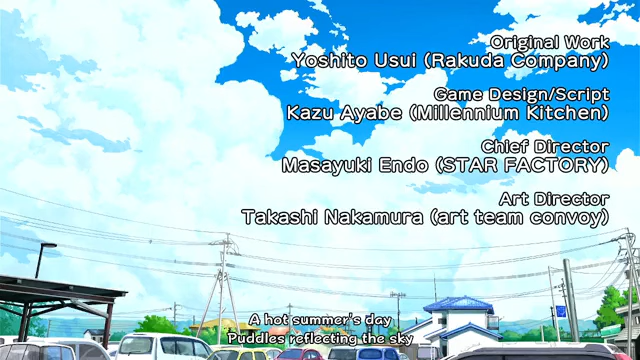 Original Work
Yoshito Usui (Rakuda Company)
Game Design/Script
Kazu Ayabe (Millennium Kitchen)
Chief Director
Masayuki Endo (STAR FACTORY)
Art Director
Takashi Nakamura (art team convoy)
A hot summer's day
Puddles reflecting the sky